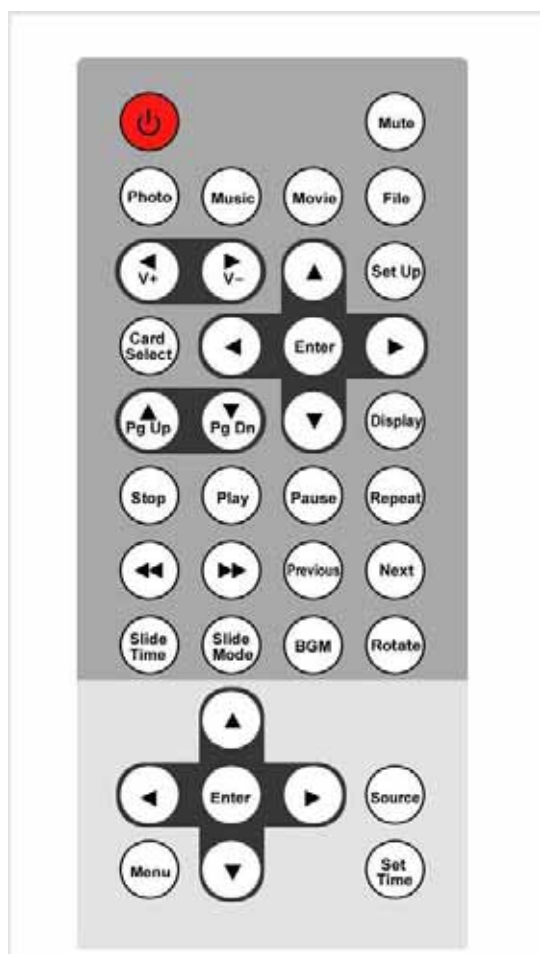 Mute
Photo Music Movie File
V+ V− Set Up
Card
Select
Enter
Pg Up Pg Dn Display
Stop Play Pause Repeat
Previous Next
Slide
Time
Slide
Mode
BGM Rotate
Enter Source
Menu
Set
Time